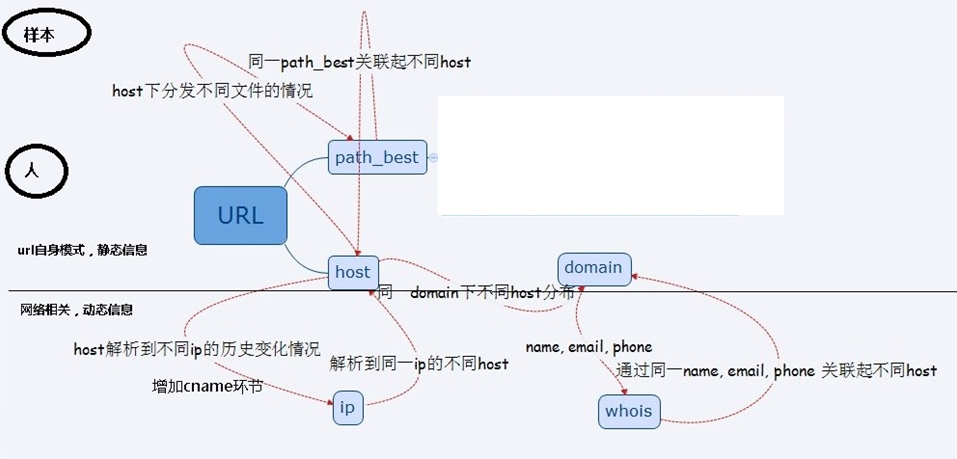 样本
同一path_best关联起不同host
host下分发不同文件的情况
path_best
人
URL
url自身模式，静态信息
host
domain
同一 domain下不同host分布
网络相关，动态信息
host解析到不同ip的历史变化情况
解析到同一ip的不同host
name, email, phone
通过同一name, email, phone 关联起不同host
增加cname环节
ip
whois